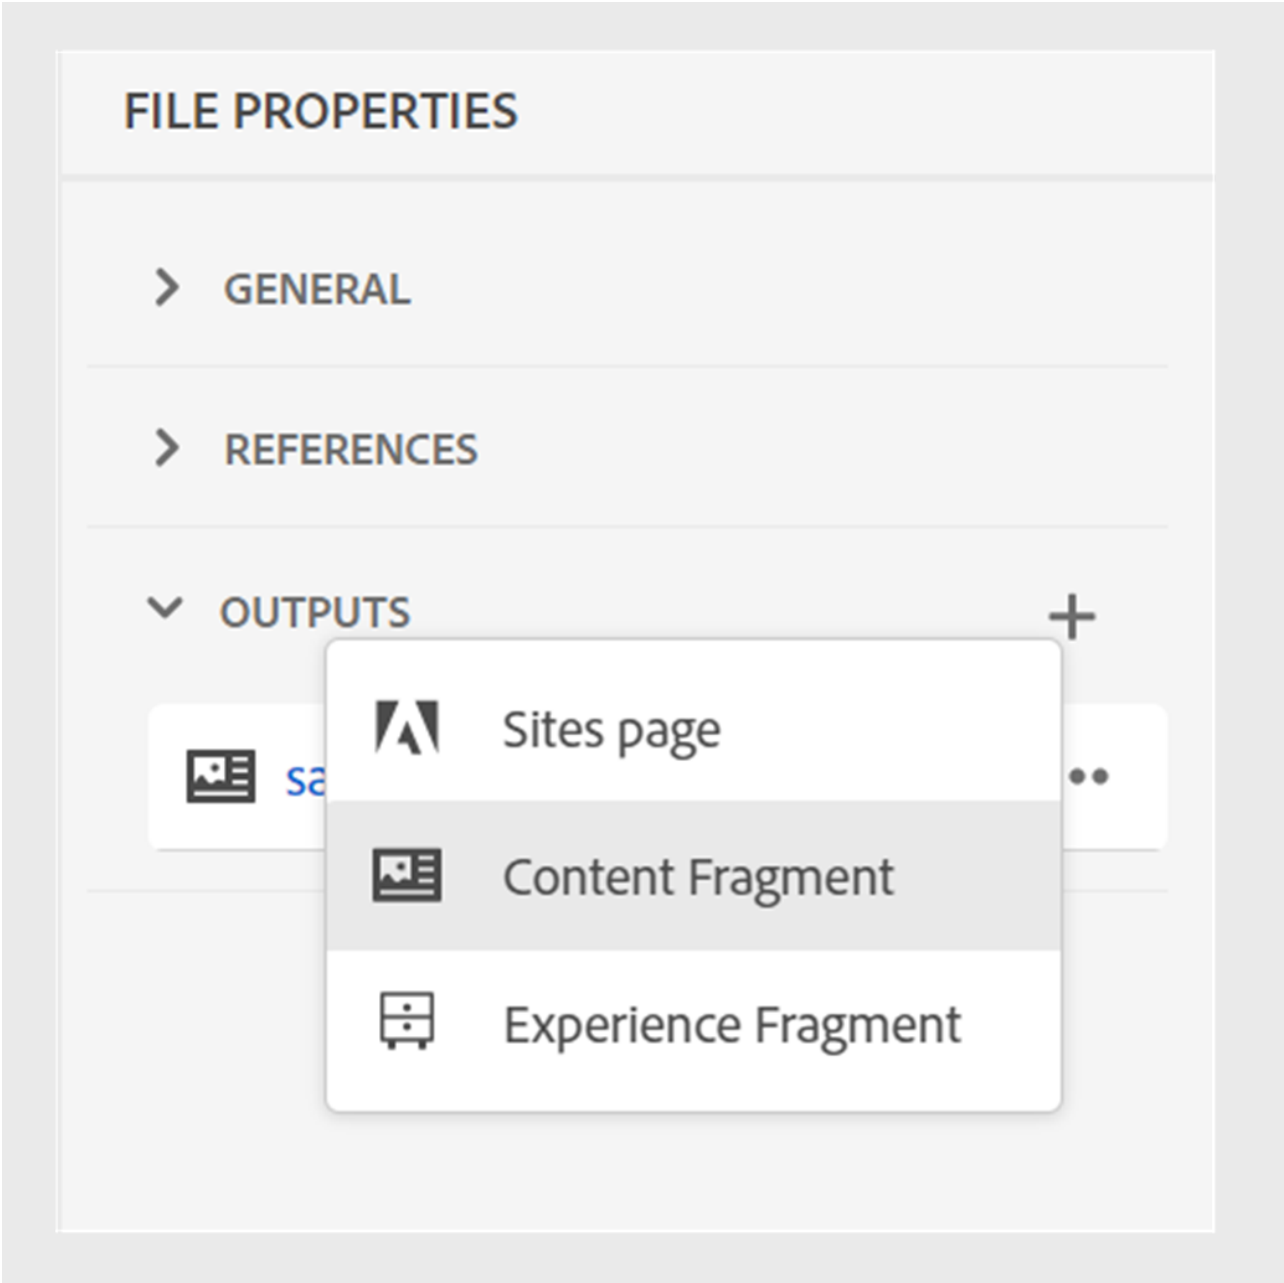 FILE PROPERTIES
GENERAL
REFERENCES
OUTPUTS
Sites page
Content Fragment
Experience Fragment